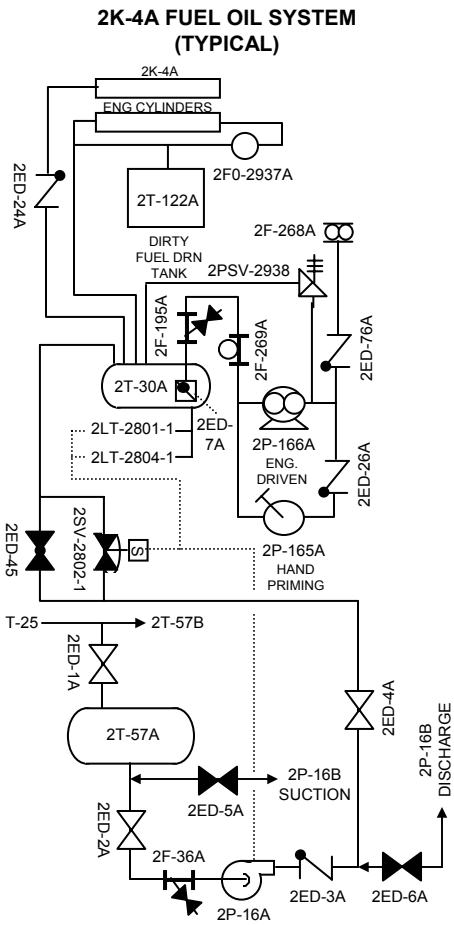 2K-4A FUEL OIL SYSTEM
(TYPICAL)
2K-4A
ENG CYLINDERS
2F0-2937A
2ED-24A
2T-122A
2F-268A
DIRTY
FUEL DRN
TANK
2PSV-2938
2F-195A
2F-269A
2ED-76A
2T-30A
2LT-2801-1
2ED-
7A
2LT-2804-1
2P-166A
ENG.
DRIVEN
2ED-26A
2P-165A
HAND
PRIMING
2ED-45
2SV-2802-1
S
T-25
2T-57B
2ED-1A
2ED-4A
2T-57A
2P-16B
DISCHARGE
2P-16B
SUCTION
2ED-5A
2ED-2A
2F-36A
2P-16A
2ED-3A
2ED-6A